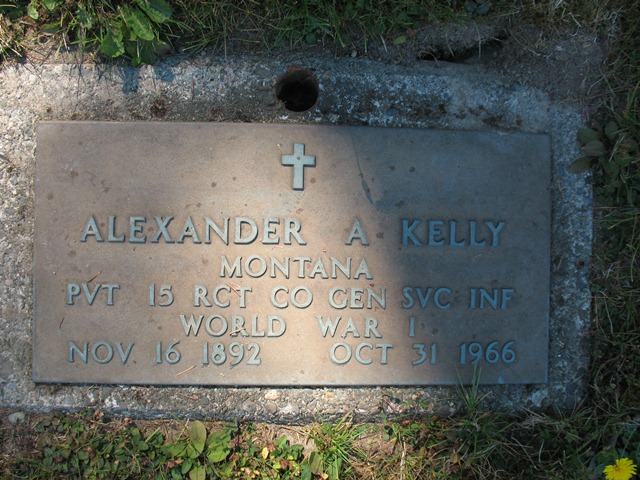 ALEXANDER A KELLY
MONTANA
PVT 15 RCT CO GEN SVC INF
WORLD WAR I
NOV 16 1892 OCT 31 1966